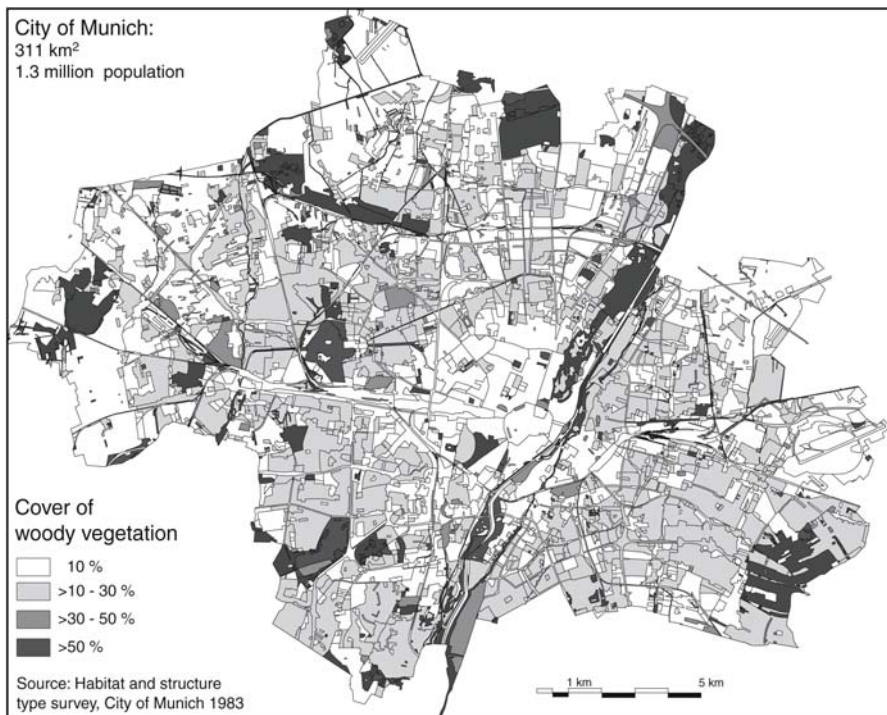 City of Munich:
311 km²
1.3 million population
Cover of
woody vegetation
10 %
>10 - 30 %
>30 - 50 %
>50 %
Source: Habitat and structure
type survey, City of Munich 1983
1 km 5 km